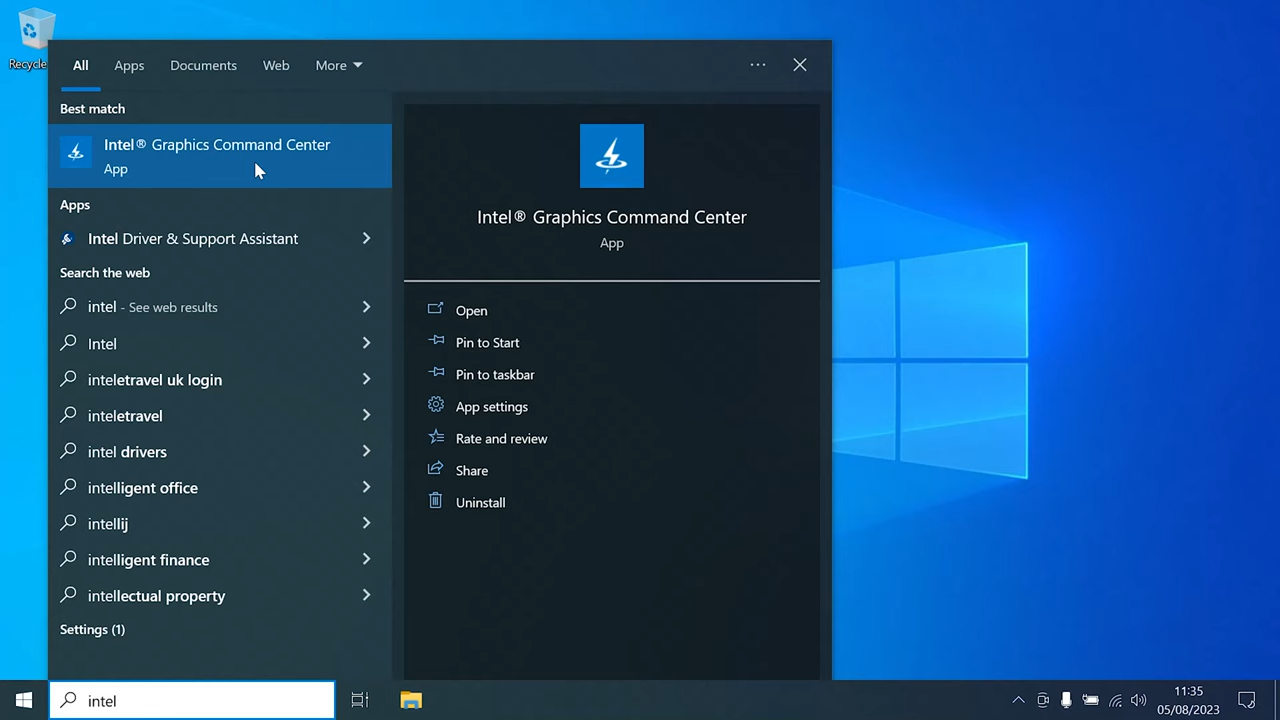 Recycle
All Apps Documents Web More
Best match
Intel® Graphics Command Center
App
Apps
Intel Driver & Support Assistant
Search the web
intel - See web results
Intel
inteletravel uk login
inteletravel
intel drivers
intelligent office
intellij
intelligent finance
intellectual property
Settings (1)
Intel® Graphics Command Center
App
Open
Pin to Start
Pin to taskbar
App settings
Rate and review
Share
Uninstall
intel
11:35
05/08/2023